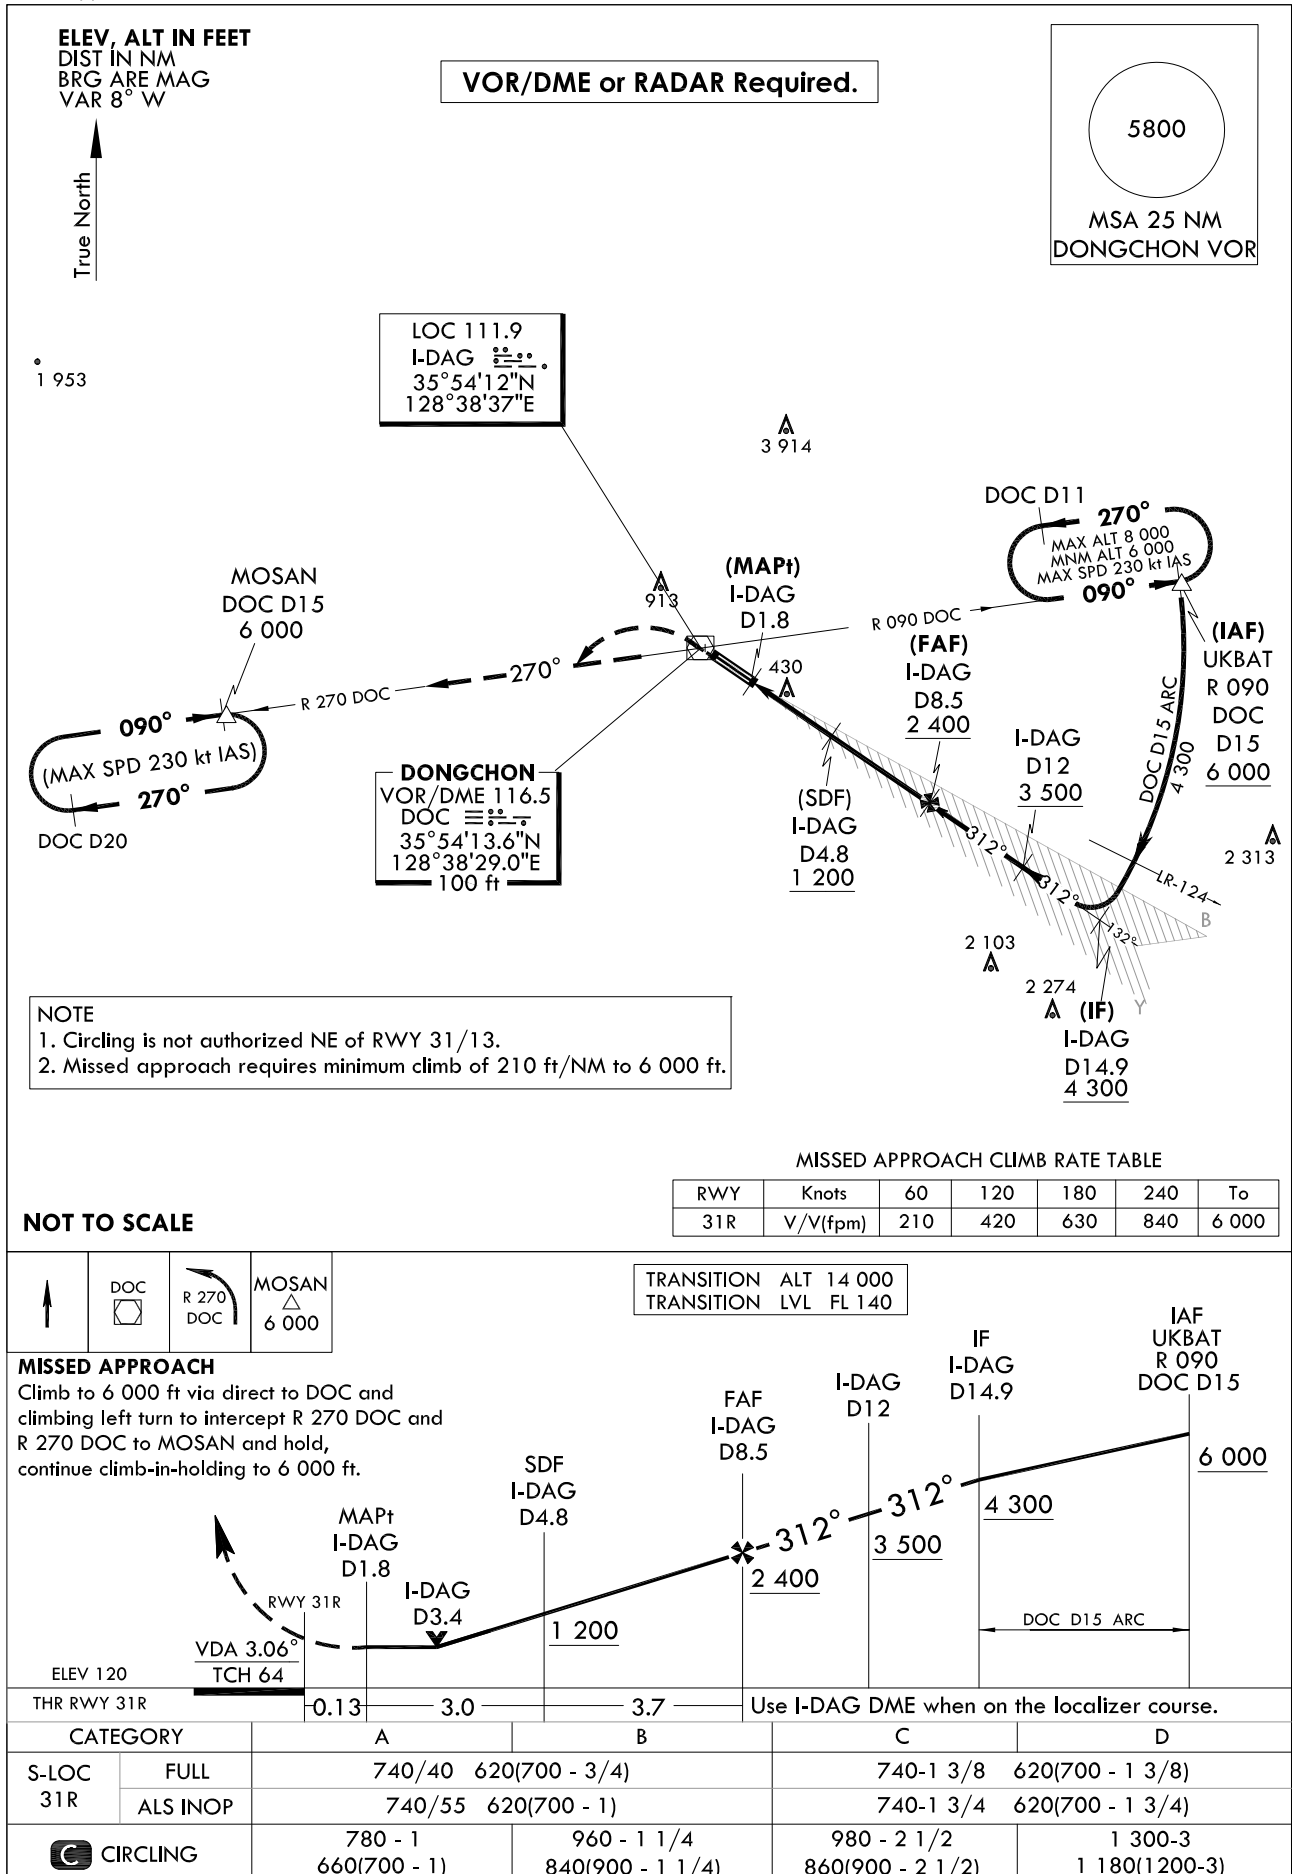 ELEV, ALT IN FEET
DIST IN NM
BRG ARE MAG
VAR 8° W
True North
VOR/DME or RADAR Required.
5800
MSA 25 NM
DONGCHON VOR
LOC 111.9
I-DAG
35°54'12"N
128°38'37"E
1 953
3 914
DOC D11
270°
MAX ALT 8 000
MNM ALT 6 000
MAX SPD 230 kt IAS
090°
MOSAN
DOC D15
6 000
913
(MAPt)
I-DAG
D1.8
R 090 DOC
(FAF)
I-DAG
D8.5
2 400
(IAF)
UKBAT
R 090
DOC
D15
6 000
430
270°
R 270 DOC
090°
(MAX SPD 230 kt IAS)
270°
DOC D20
DONGCHON
VOR/DME 116.5
DOC
35°54'13.6"N
128°38'29.0"E
100 ft
(SDF)
I-DAG
D4.8
1 200
I-DAG
D12
3 500
DOC D15 ARC
4 300
312°
312°
LR-124
2 313
B
132°
2 103
2 274
Y
(IF)
I-DAG
D14.9
4 300
NOTE
1. Circling is not authorized NE of RWY 31/13.
2. Missed approach requires minimum climb of 210 ft/NM to 6 000 ft.
MISSED APPROACH CLIMB RATE TABLE
RWY Knots 60 120 180 240 To
31R V/V(fpm) 210 420 630 840 6 000
NOT TO SCALE
DOC
R 270
DOC
MOSAN
6 000
TRANSITION ALT 14 000
TRANSITION LVL FL 140
MISSED APPROACH
Climb to 6 000 ft via direct to DOC and
climbing left turn to intercept R 270 DOC and
R 270 DOC to MOSAN and hold,
continue climb-in-holding to 6 000 ft.
IAF
UKBAT
R 090
DOC D15
6 000
IF
I-DAG
D14.9
4 300
I-DAG
D12
3 500
FAF
I-DAG
D8.5
2 400
312°
312°
SDF
I-DAG
D4.8
1 200
MAPt
I-DAG
D1.8
I-DAG
D3.4
RWY 31R
DOC D15 ARC
VDA 3.06°
TCH 64
ELEV 120
THR RWY 31R
0.13 3.0 3.7 Use I-DAG DME when on the localizer course.
CATEGORY A B C D
S-LOC
31R
FULL 740/40 620(700 - 3/4) 740-1 3/8 620(700 - 1 3/8)
ALS INOP 740/55 620(700 - 1) 740-1 3/4 620(700 - 1 3/4)
C CIRCLING
780 - 1 960 - 1 1/4 980 - 2 1/2 1 300-3
660(700 - 1) 840(900 - 1 1/4) 860(900 - 2 1/2) 1 180(1200-3)